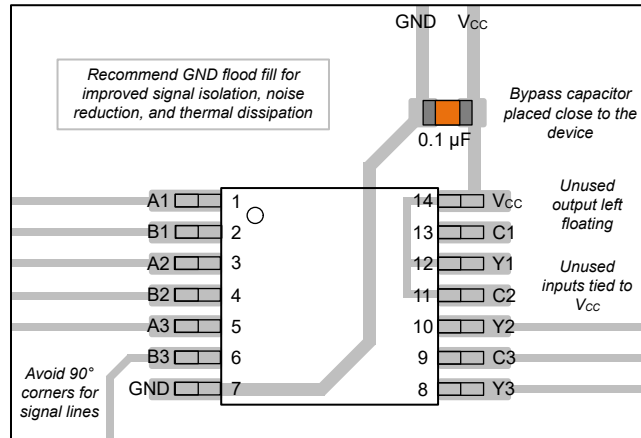 GND VCC
Recommend GND flood fill for
improved signal isolation, noise
reduction, and thermal dissipation
Bypass capacitor
placed close to the
device
0.1 µF
A1 1 14 VCC
B1 2 13 C1
A2 3 12 Y1
B2 4 11 C2
A3 5 10 Y2
B3 6 9 C3
GND 7 8 Y3
Unused
output left
floating
Unused
inputs tied to
VCC
Avoid 90°
corners for
signal lines